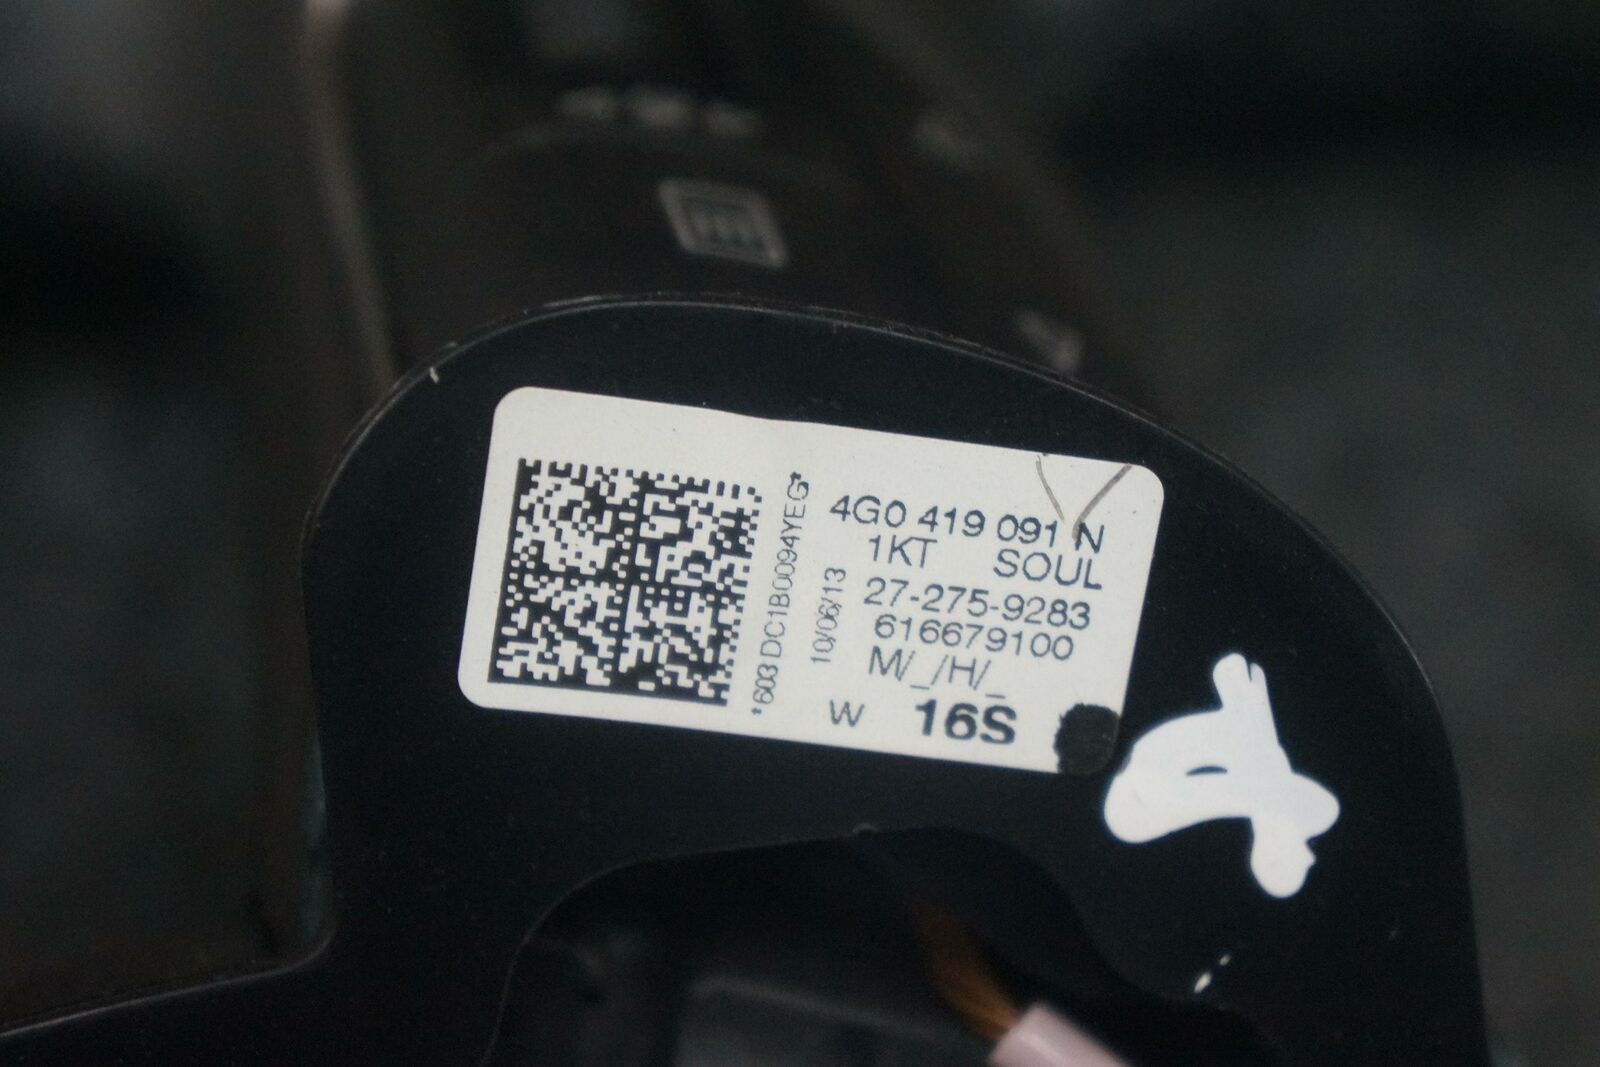 4G0 419 091 N
1KT SOUL
27-275-9283
616679100
M/_/H/_
W 16S
10/06/13
*603 DC1B0094YEG*